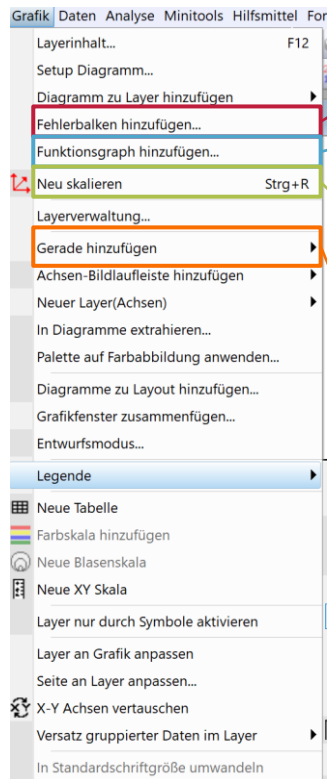 Grafik Daten Analyse Minitools Hilfsmittel For
Layerinhalt... F12
Setup Diagramm...
Diagramm zu Layer hinzufügen
Fehlerbalken hinzufügen...
Funktionsgraph hinzufügen...
Neu skalieren Strg+R
Layerverwaltung...
Gerade hinzufügen
Achsen-Bildlaufleiste hinzufügen
Neuer Layer(Achsen)
In Diagramme extrahieren...
Palette auf Farbabbildung anwenden...
Diagramme zu Layout hinzufügen...
Grafikfenster zusammenfügen...
Entwurfsmodus...
Legende
Neue Tabelle
Farbskala hinzufügen
Neue Blasenskala
Neue XY Skala
Layer nur durch Symbole aktivieren
Layer an Grafik anpassen
Seite an Layer anpassen...
X-Y Achsen vertauschen
Versatz gruppierter Daten im Layer
In Standardschriftgröße umwandeln